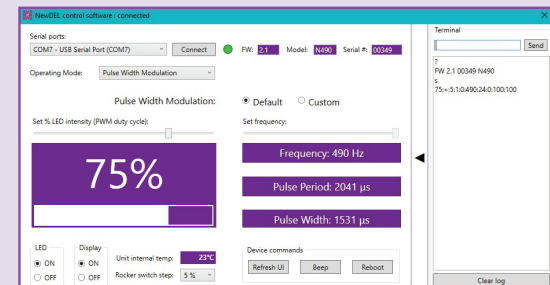 NewDEL control software : connected
Serial ports:
COM7 - USB Serial Port (COM7)
Connect
FW: 2.1 Model: N490 Serial #: 00349
Operating Mode: Pulse Width Modulation
Pulse Width Modulation:
Default
Custom
Set % LED intensity (PWM duty cycle):
Set frequency:
75%
Frequency: 490 Hz
Pulse Period: 2041 µs
Pulse Width: 1531 µs
LED
ON
OFF
Display
ON
OFF
Unit internal temp: 23°C
Rocker switch step: 5 %
Device commands
Refresh UI
Beep
Reboot
Terminal
Send
?
FW 2.1 00349 N490
s
75:+:5:1:0:490:24:0:100:100
Clear log